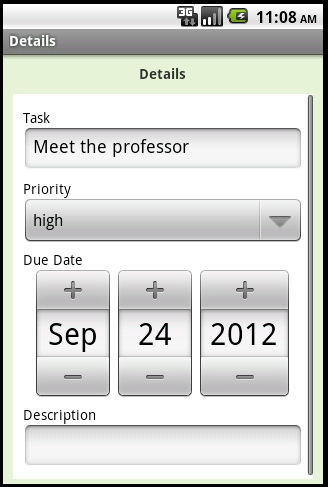 3G 11:08 AM
Details
Details
Task
Meet the professor
Priority
high
Due Date
+ + +
Sep 24 2012
- - -
Description